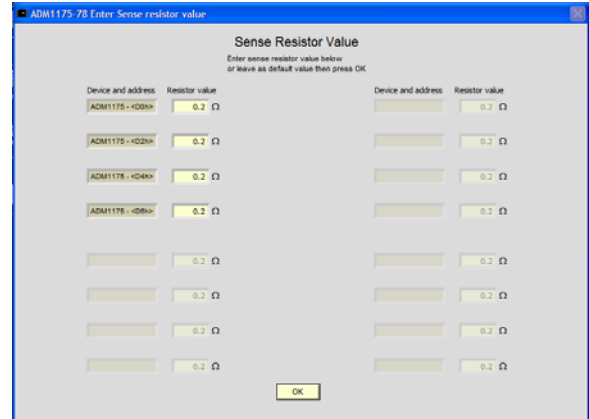 ADM1175-78 Enter Sense resistor value
Sense Resistor Value
Enter sense resistor value below
or leave as default value then press OK
Device and address Resistor value Device and address Resistor value
ADM1175 - <D0h> 0.2 Ω 0.2 Ω
ADM1175 - <D2h> 0.2 Ω 0.2 Ω
ADM1175 - <D4h> 0.2 Ω 0.2 Ω
ADM1175 - <D6h> 0.2 Ω 0.2 Ω
0.2 Ω 0.2 Ω
0.2 Ω 0.2 Ω
0.2 Ω 0.2 Ω
0.2 Ω 0.2 Ω
OK